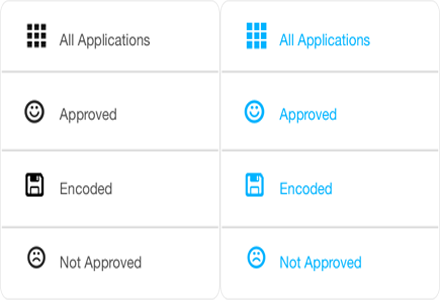 All Applications
Approved
Encoded
Not Approved
All Applications
Approved
Encoded
Not Approved